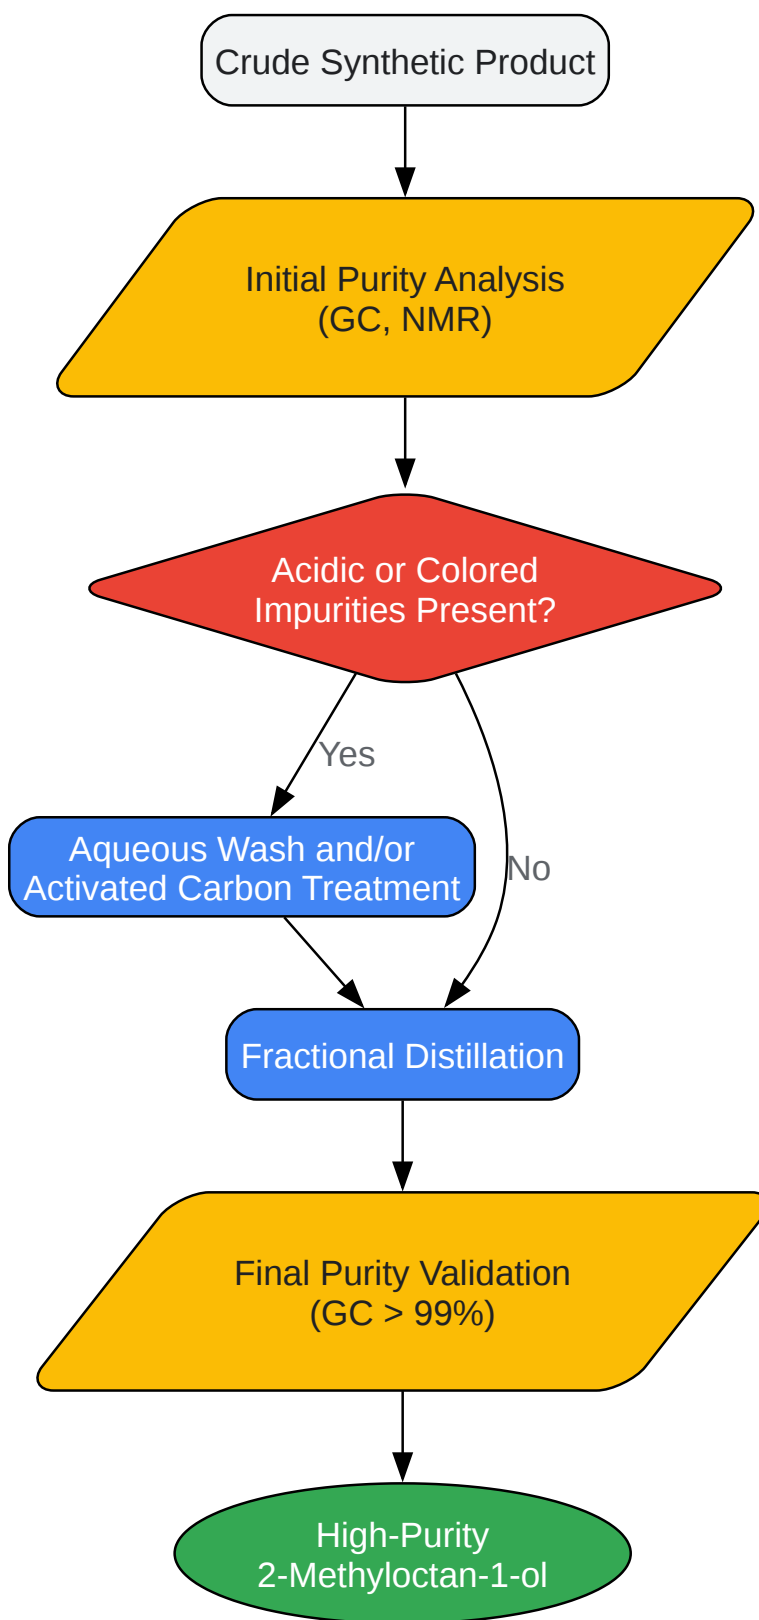 Crude Synthetic Product
Initial Purity Analysis
(GC, NMR)
Acidic or Colored
Impurities Present?
Yes
Aqueous Wash and/or
Activated Carbon Treatment
No
Fractional Distillation
Final Purity Validation
(GC > 99%)
High-Purity
2-Methyloctan-1-ol